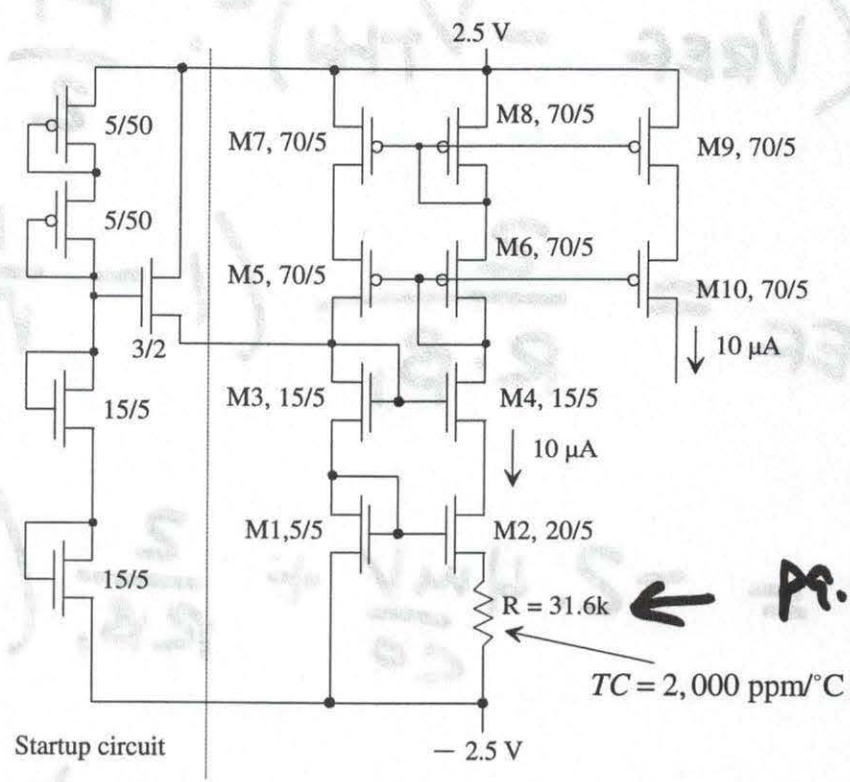 2.5 V
5/50
M7, 70/5
M8, 70/5
M9, 70/5
5/50
M5, 70/5
M6, 70/5
M10, 70/5
3/2
10 μA
M3, 15/5
M4, 15/5
15/5
10 μA
M1,5/5
M2, 20/5
15/5
R = 31.6k
pg.
TC = 2,000 ppm/°C
Startup circuit
— 2.5 V